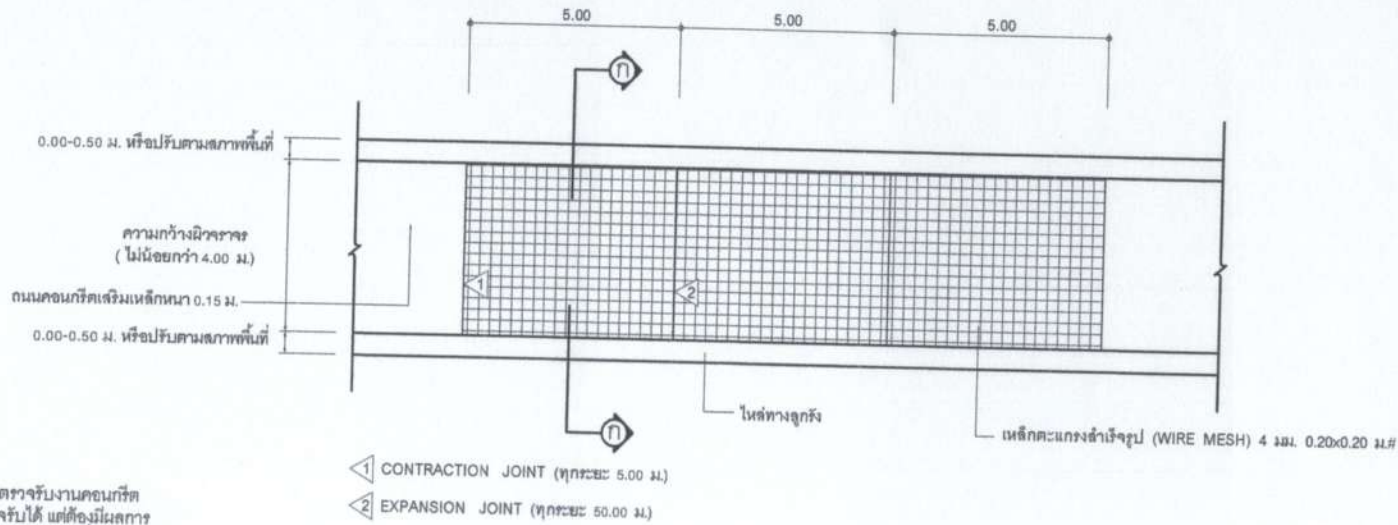 5.00
5.00
5.00
ก
0.00-0.50 ม. หรือปรับตามสภาพพื้นที่
ความกว้างผิวจราจร
( ไม่น้อยกว่า 4.00 ม.)
1
2
ถนนคอนกรีตเสริมเหล็กหนา 0.15 ม.
0.00-0.50 ม. หรือปรับตามสภาพพื้นที่
ไหล่ทางลูกรัง
ก
เหล็กตะแกรงสำเร็จรูป (WIRE MESH) 4 มม. 0.20x0.20 ม.#
1 CONTRACTION JOINT (ทุกระยะ 5.00 ม.)
2 EXPANSION JOINT (ทุกระยะ 50.00 ม.)
ตรวจรับงานคอนกรีต
จรับได้ แต่ต้องมีผลการ